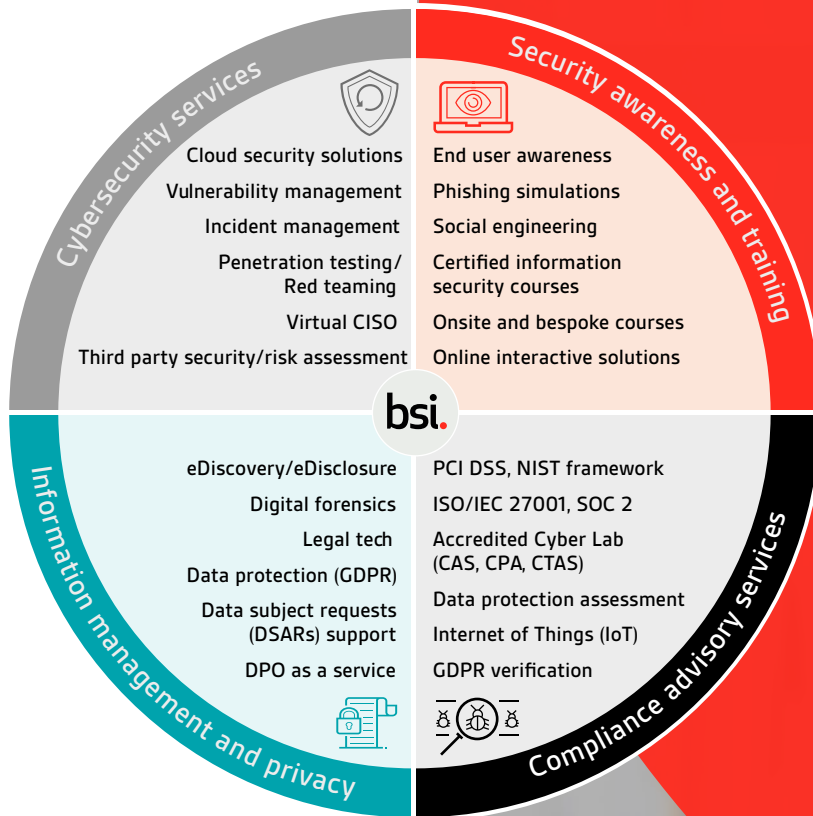 Cybersecurity services
Cloud security solutions
Vulnerability management
Incident management
Penetration testing/
Red teaming
Virtual CISO
Third party security/risk assessment
Security awareness and training
End user awareness
Phishing simulations
Social engineering
Certified information
security courses
Onsite and bespoke courses
Online interactive solutions
bsi.
Information management and privacy
eDiscovery/eDisclosure
Digital forensics
Legal tech
Data protection (GDPR)
Data subject requests
(DSARs) support
DPO as a service
Compliance advisory services
PCI DSS, NIST framework
ISO/IEC 27001, SOC 2
Accredited Cyber Lab
(CAS, CPA, CTAS)
Data protection assessment
Internet of Things (IoT)
GDPR verification